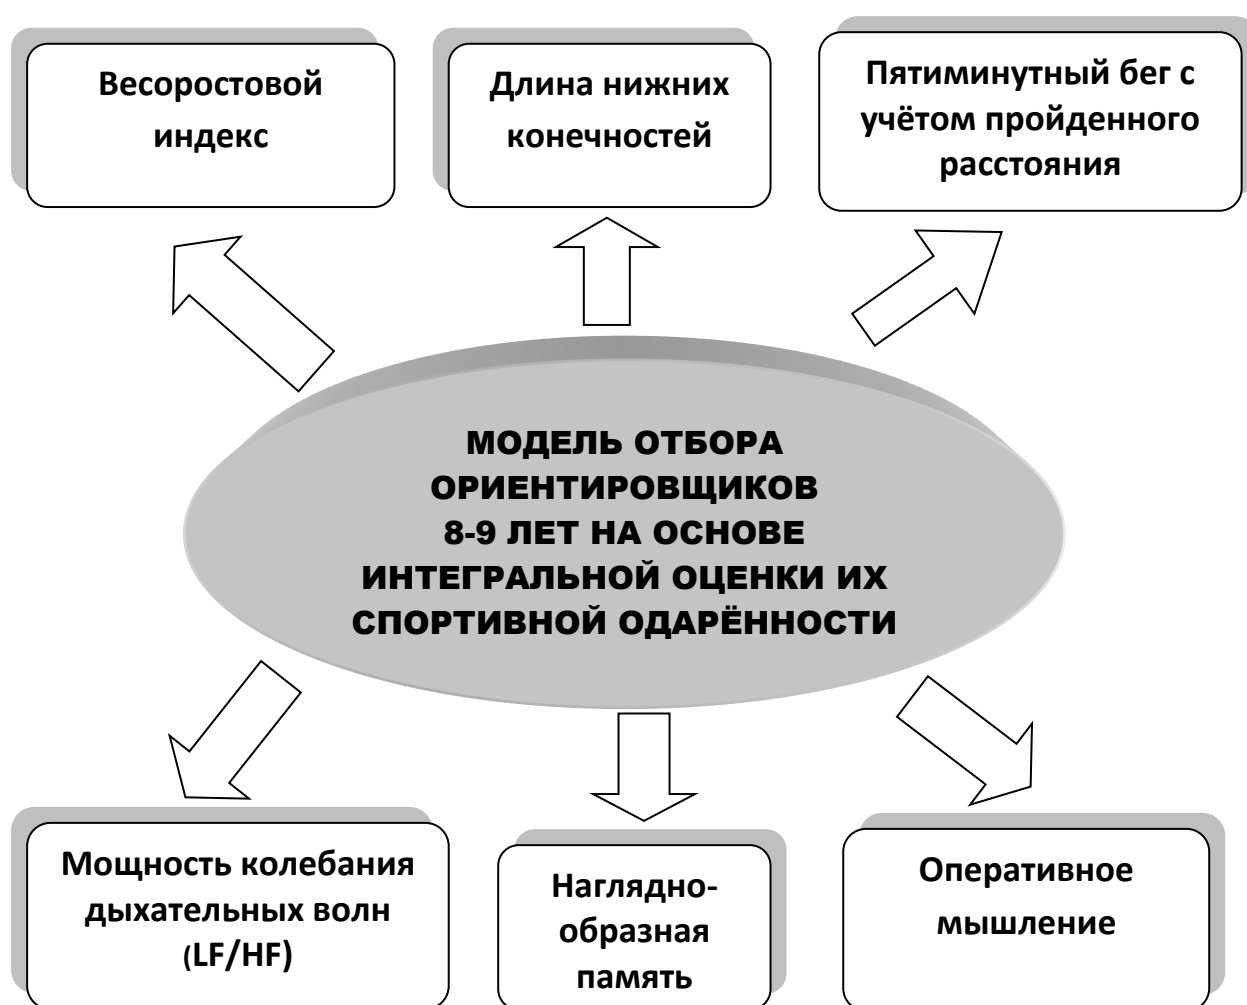 Весоростовой
индекс
Длина нижних
конечностей
Пятиминутный бег с
учётом пройденного
расстояния
МОДЕЛЬ ОТБОРА
ОРИЕНТИРОВЩИКОВ
8-9 ЛЕТ НА ОСНОВЕ
ИНТЕГРАЛЬНОЙ ОЦЕНКИ ИХ
СПОРТИВНОЙ ОДАРЁННОСТИ
Мощность колебания
дыхательных волн
(LF/HF)
Наглядно-
образная
память
Оперативное
мышление